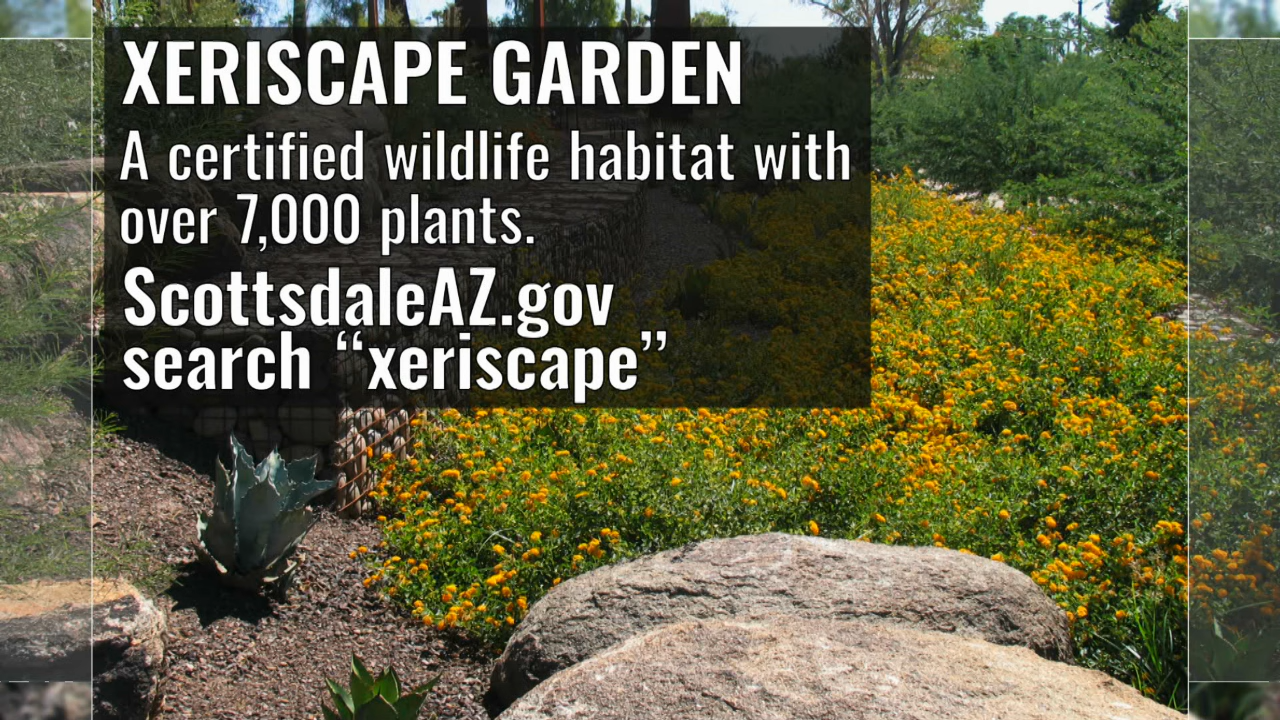 XERISCAPE GARDEN
A certified wildlife habitat with
over 7,000 plants.
ScottsdaleAZ.gov
search “xeriscape”